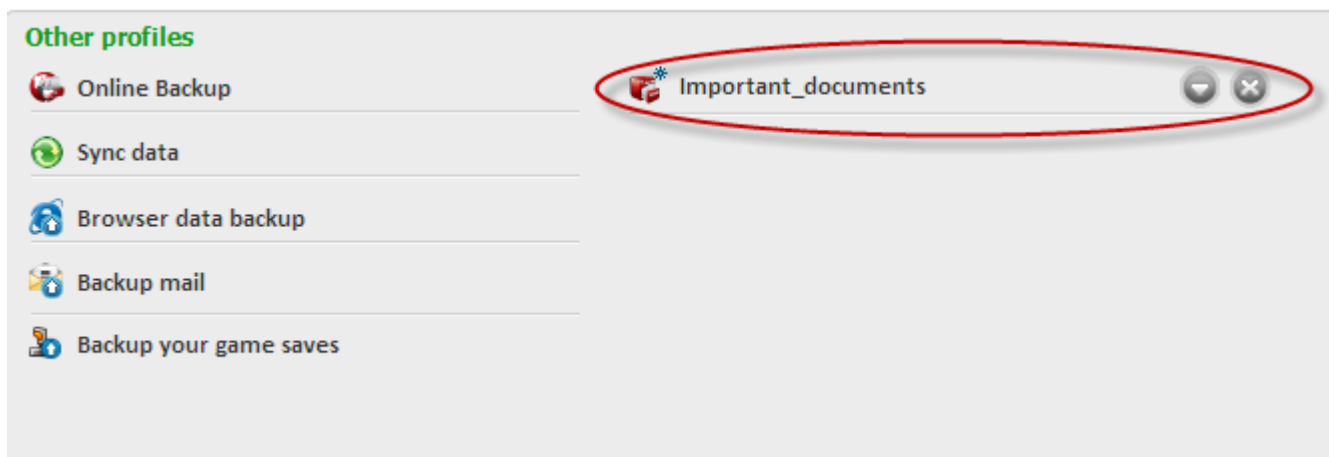 Other profiles
Online Backup
Important_documents
Sync data
Browser data backup
Backup mail
Backup your game saves